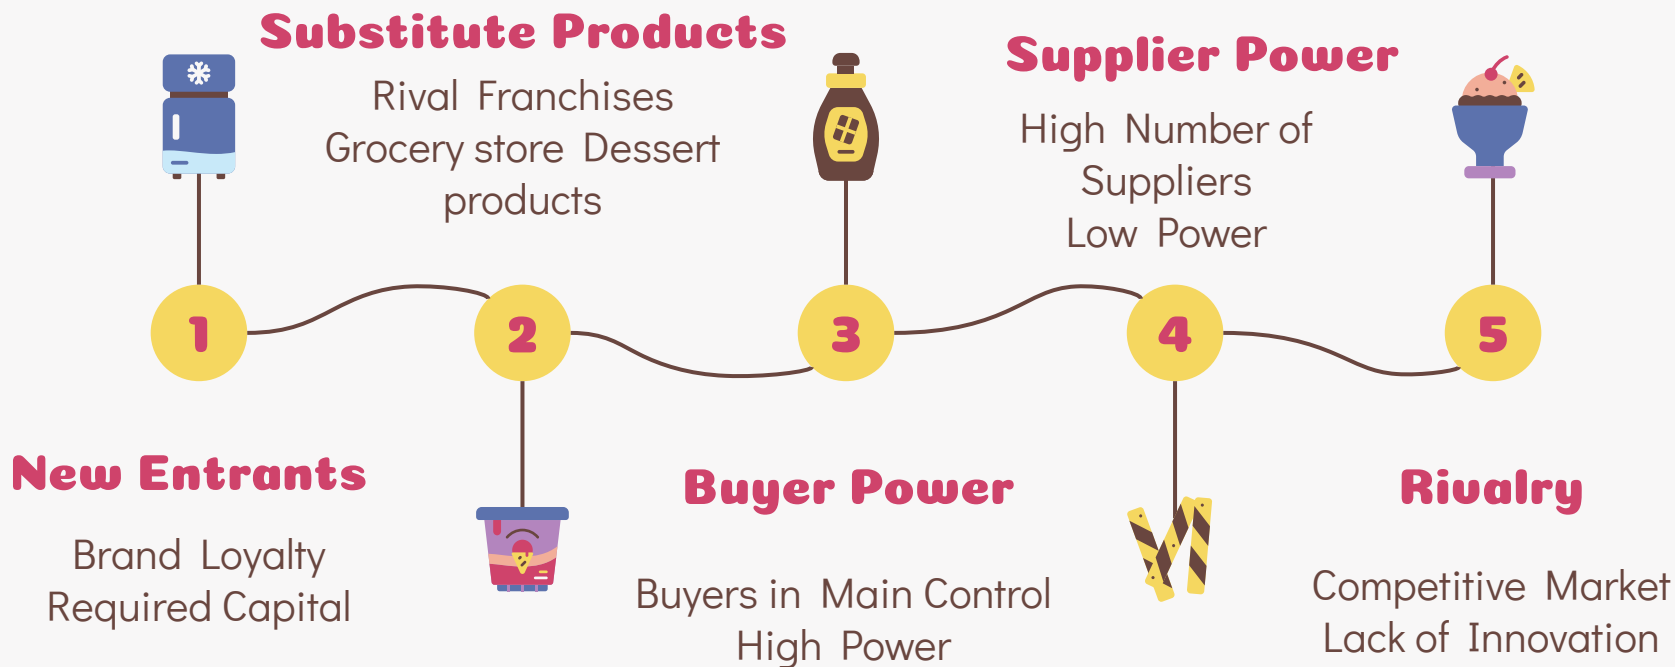 Substitute Products
Rival Franchises
Grocery store Dessert
products
Supplier Power
High Number of
Suppliers
Low Power
1
2
3
4
5
New Entrants
Brand Loyalty
Required Capital
Buyer Power
Buyers in Main Control
High Power
Rivalry
Competitive Market
Lack of Innovation